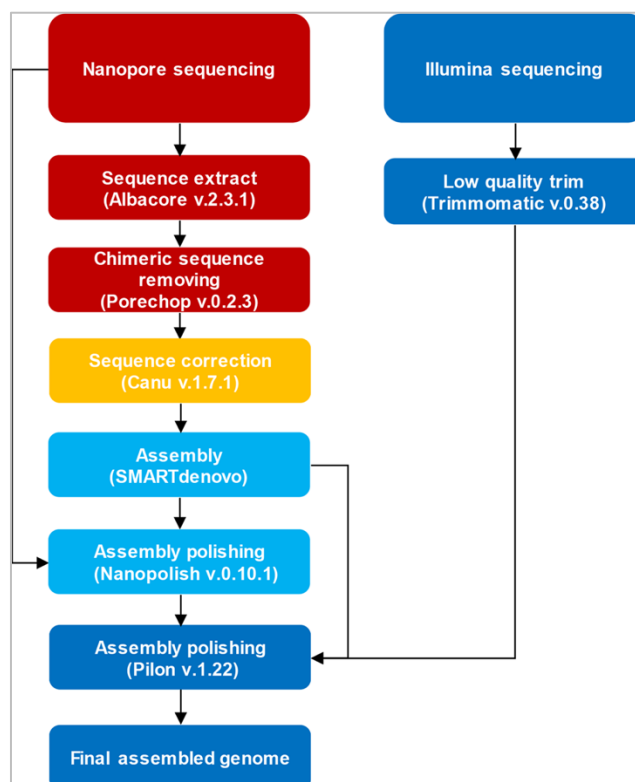 Nanopore sequencing
Illumina sequencing
Sequence extract
(Albacore v.2.3.1)
Low quality trim
(Trimmomatic v.0.38)
Chimeric sequence
removing
(Porechop v.0.2.3)
Sequence correction
(Canu v.1.7.1)
Assembly
(SMARTdenovo)
Assembly polishing
(Nanopolish v.0.10.1)
Assembly polishing
(Pilon v.1.22)
Final assembled genome